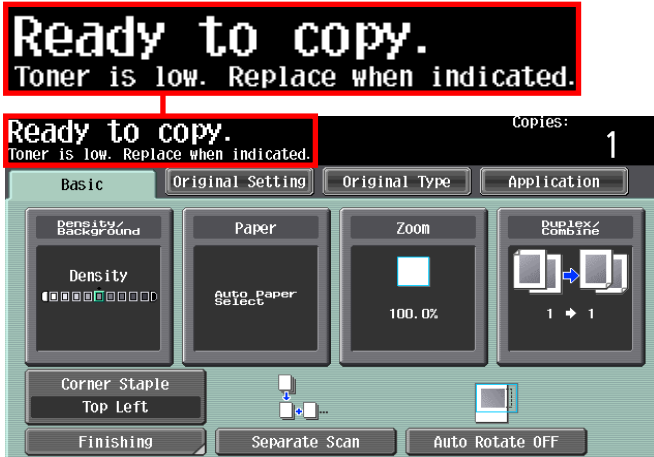 Ready to copy.
Toner is low. Replace when indicated.
Ready to copy.
Toner is low. Replace when indicated.
Copies:
1
Basic
Original Setting
Original Type
Application
Density/
Background
Paper
Zoom
Duplex/
Combine
Density
Auto Paper
Select
100.0%
1 → 1
Corner Staple
Top Left
Finishing
Separate Scan
Auto Rotate OFF